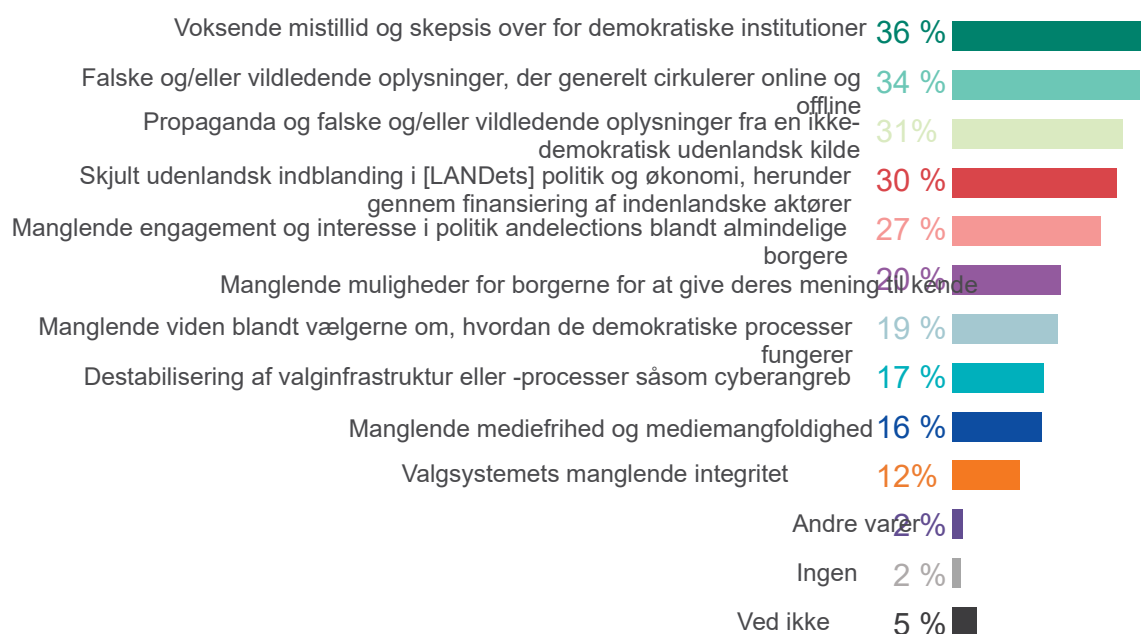 Voksende mistillid og skepsis over for demokratiske institutioner 36 %
Falske og/eller vildledende oplysninger, der generelt cirkulerer online og
offline
34 %
Propaganda og falske og/eller vildledende oplysninger fra en ikke-
demokratisk udenlandsk kilde
31%
Skjult udenlandsk indblanding i [LANDets] politik og økonomi, herunder
gennem finansiering af indenlandske aktører
30 %
Manglende engagement og interesse i politik andelections blandt almindelige
borgere
27 %
Manglende muligheder for borgerne for at give deres mening til kende
20 %
Manglende viden blandt vælgerne om, hvordan de demokratiske processer
fungerer
19 %
Destabilisering af valginfrastruktur eller -processer såsom cyberangreb 17 %
Manglende mediefrihed og mediemangfoldighed 16 %
Valgsystemets manglende integritet 12%
Andre varer 2 %
Ingen 2 %
Ved ikke 5 %